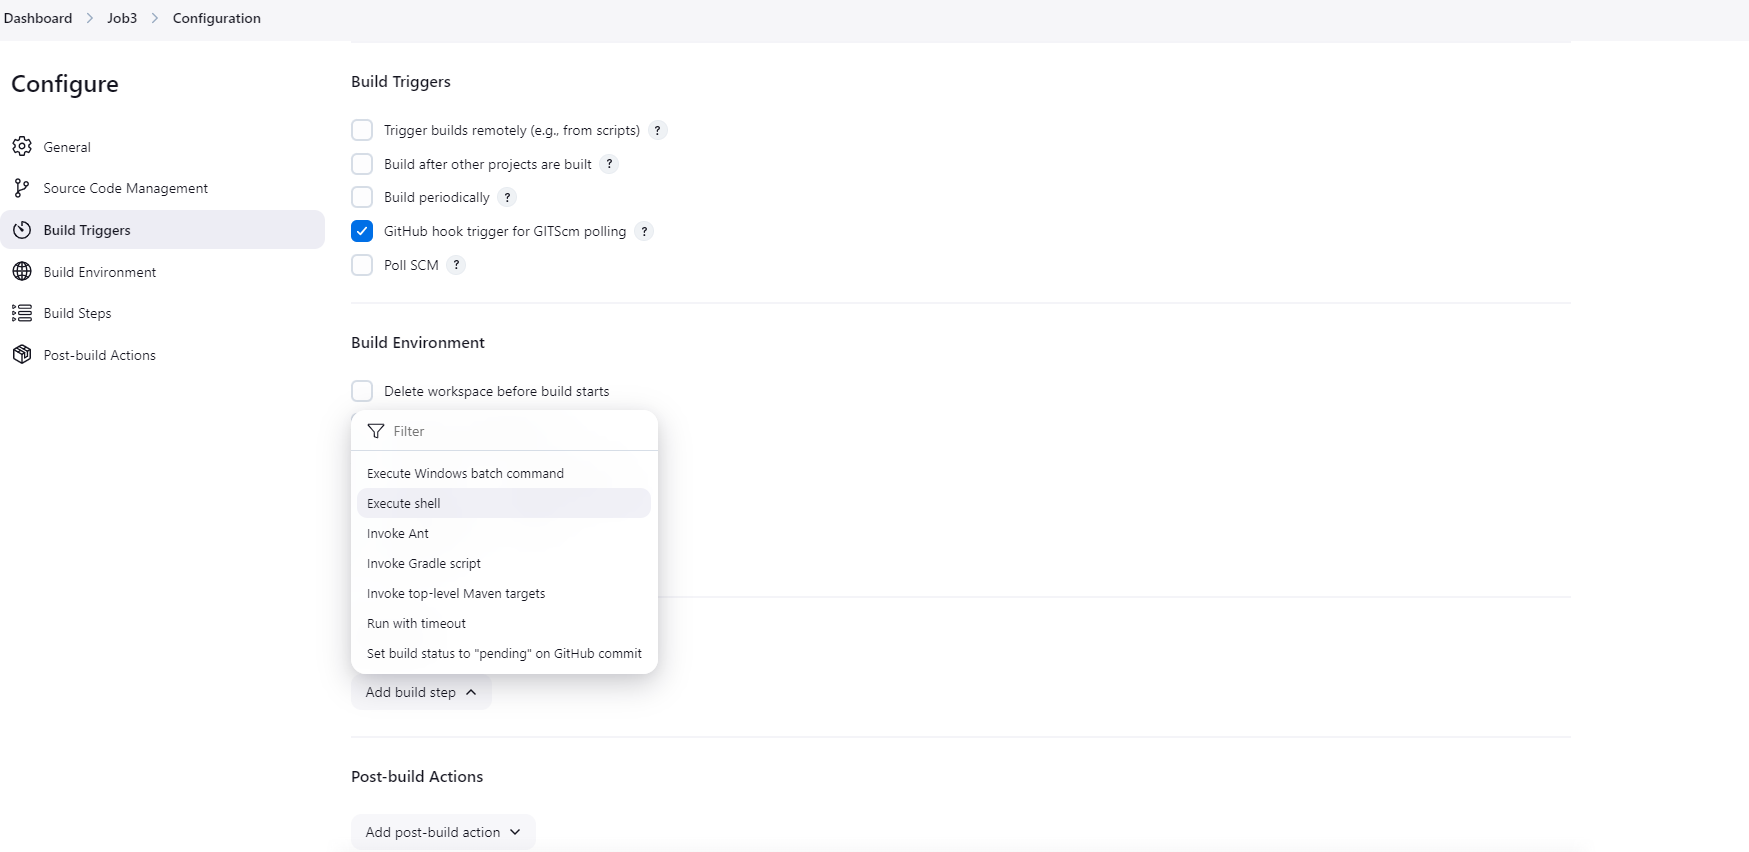 Dashboard > Job3 > Configuration
Configure
General
Source Code Management
Build Triggers
Build Environment
Build Steps
Post-build Actions
Build Triggers
Trigger builds remotely (e.g., from scripts) ?
Build after other projects are built ?
Build periodically ?
GitHub hook trigger for GITScm polling ?
Poll SCM ?
Build Environment
Delete workspace before build starts
Filter
Execute Windows batch command
Execute shell
Invoke Ant
Invoke Gradle script
Invoke top-level Maven targets
Run with timeout
Set build status to "pending" on GitHub commit
Add build step
Post-build Actions
Add post-build action